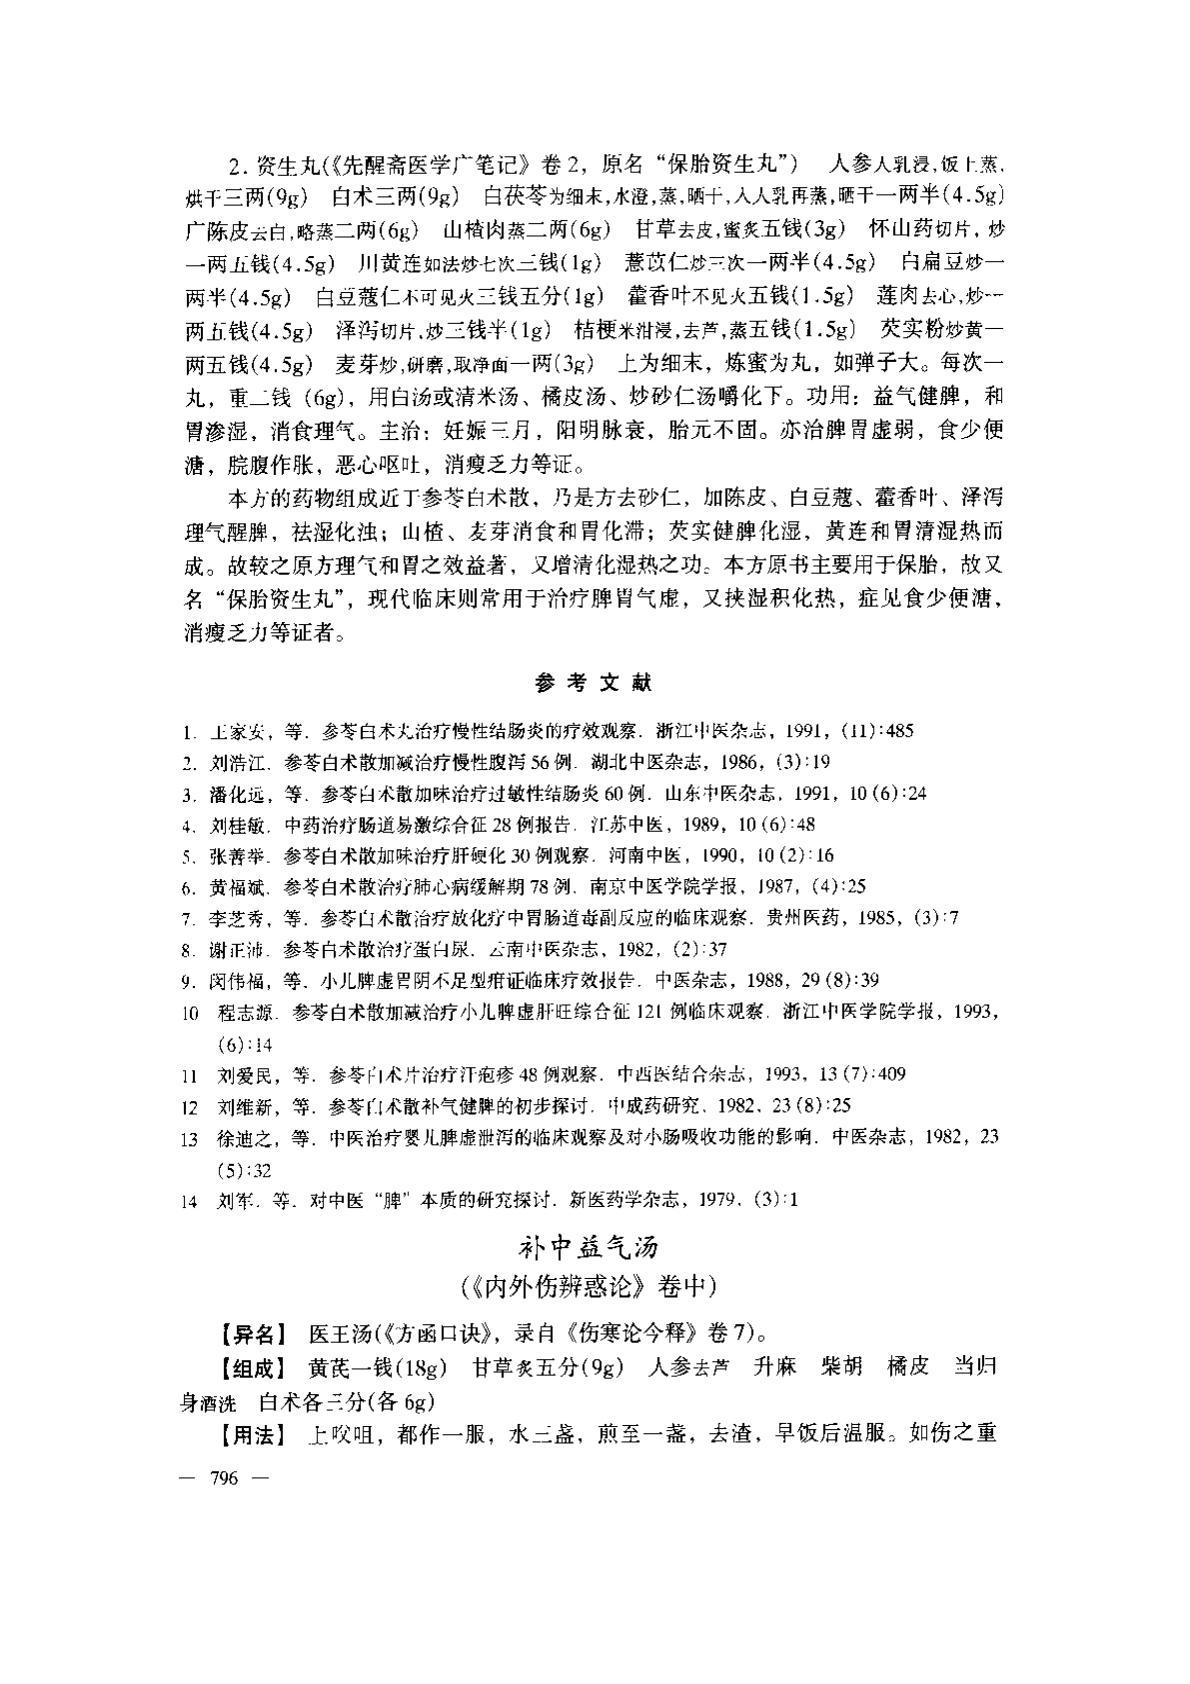 2. 资生丸(《先醒斋医学广笔记》卷2，原名“保胎资生丸”)　人参人乳浸,饭上蒸,
烘干三两(9g)　白术三两(9g)　白茯苓为细末,水澄,蒸,晒干,入人乳再蒸,晒干一两半(4.5g)
广陈皮去白,略蒸二两(6g)　山楂肉蒸二两(6g)　甘草去皮,蜜炙五钱(3g)　怀山药切片，炒
一两五钱(4.5g)　川黄连如法炒七次三钱(1g)　薏苡仁炒三次一两半(4.5g)　白扁豆炒一
两半(4.5g)　白豆蔻仁不可见火三钱五分(1g)　藿香叶不见火五钱(1.5g)　莲肉去心,炒一
两五钱(4.5g)　泽泻切片,炒三钱半(1g)　桔梗米泔浸,去芦,蒸五钱(1.5g)　芡实粉炒黄一
两五钱(4.5g)　麦芽炒,研磨,取净面一两(3g)　上为细末，炼蜜为丸，如弹子大。每次一
丸，重二钱（6g)，用白汤或清米汤、橘皮汤、炒砂仁汤嚼化下。功用：益气健脾，和
胃渗湿，消食理气。主治：妊娠三月，阳明脉衰，胎元不固。亦治脾胃虚弱，食少便
溏，脘腹作胀，恶心呕吐，消瘦乏力等证。
本方的药物组成近于参苓白术散，乃是方去砂仁，加陈皮、白豆蔻、藿香叶、泽泻
理气醒脾，祛湿化浊；山楂、麦芽消食和胃化滞；芡实健脾化湿，黄连和胃清湿热而
成。故较之原方理气和胃之效益著，又增清化湿热之功。本方原书主要用于保胎，故又
名“保胎资生丸”，现代临床则常用于治疗脾胃气虚，又挟湿积化热，症见食少便溏，
消瘦乏力等证者。
参考文献
1. 王家安，等．参苓白术丸治疗慢性结肠炎的疗效观察．浙江中医杂志，1991，(11):485
2. 刘浩江．参苓白术散加减治疗慢性腹泻56例．湖北中医杂志，1986，(3):19
3. 潘化远，等．参苓白术散加味治疗过敏性结肠炎60例．山东中医杂志，1991，10(6):24
4. 刘桂敏．中药治疗肠道易激综合征28例报告．江苏中医，1989，10(6):48
5. 张善举．参苓白术散加味治疗肝硬化30例观察．河南中医，1990，10(2):16
6. 黄福斌．参苓白术散治疗肺心病缓解期78例．南京中医学院学报，1987，(4):25
7. 李芝秀，等．参苓白术散治疗放化疗中胃肠道毒副反应的临床观察．贵州医药，1985，(3):7
8. 谢正沛．参苓白术散治疗蛋白尿．云南中医杂志，1982，(2):37
9. 闵伟福，等．小儿脾虚胃阴不足型疳证临床疗效报告．中医杂志，1988，29(8):39
10 程志源．参苓白术散加减治疗小儿脾虚肝旺综合征121例临床观察．浙江中医学院学报，1993，
(6):14
11 刘爱民，等．参苓白术片治疗汗疱疹48例观察．中西医结合杂志，1993，13(7):409
12 刘维新，等．参苓白术散补气健脾的初步探讨．中成药研究，1982，23(8):25
13 徐迪之，等．中医治疗婴儿脾虚泄泻的临床观察及对小肠吸收功能的影响．中医杂志，1982，23
(5):32
14 刘军．等．对中医“脾”本质的研究探讨．新医药学杂志，1979．(3):1
补中益气汤
(《内外伤辨惑论》卷中)
【异名】　医王汤(《方函口诀》，录自《伤寒论今释》卷7)。
【组成】　黄芪一钱(18g)　甘草炙五分(9g)　人参去芦　升麻　柴胡　橘皮　当归
身酒洗　白术各三分(各6g)
【用法】　上㕮咀，都作一服，水三盏，煎至一盏，去渣，早饭后温服。如伤之重
— 796 —